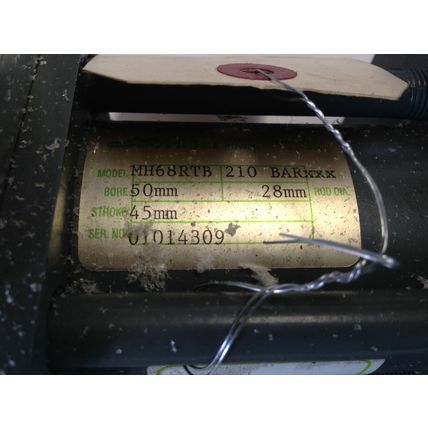 MODEL MH68RTB 210 BARxxx
BORE 50mm 28mm ROD DIA.
STROKE 45mm
SER. NO. 01014309